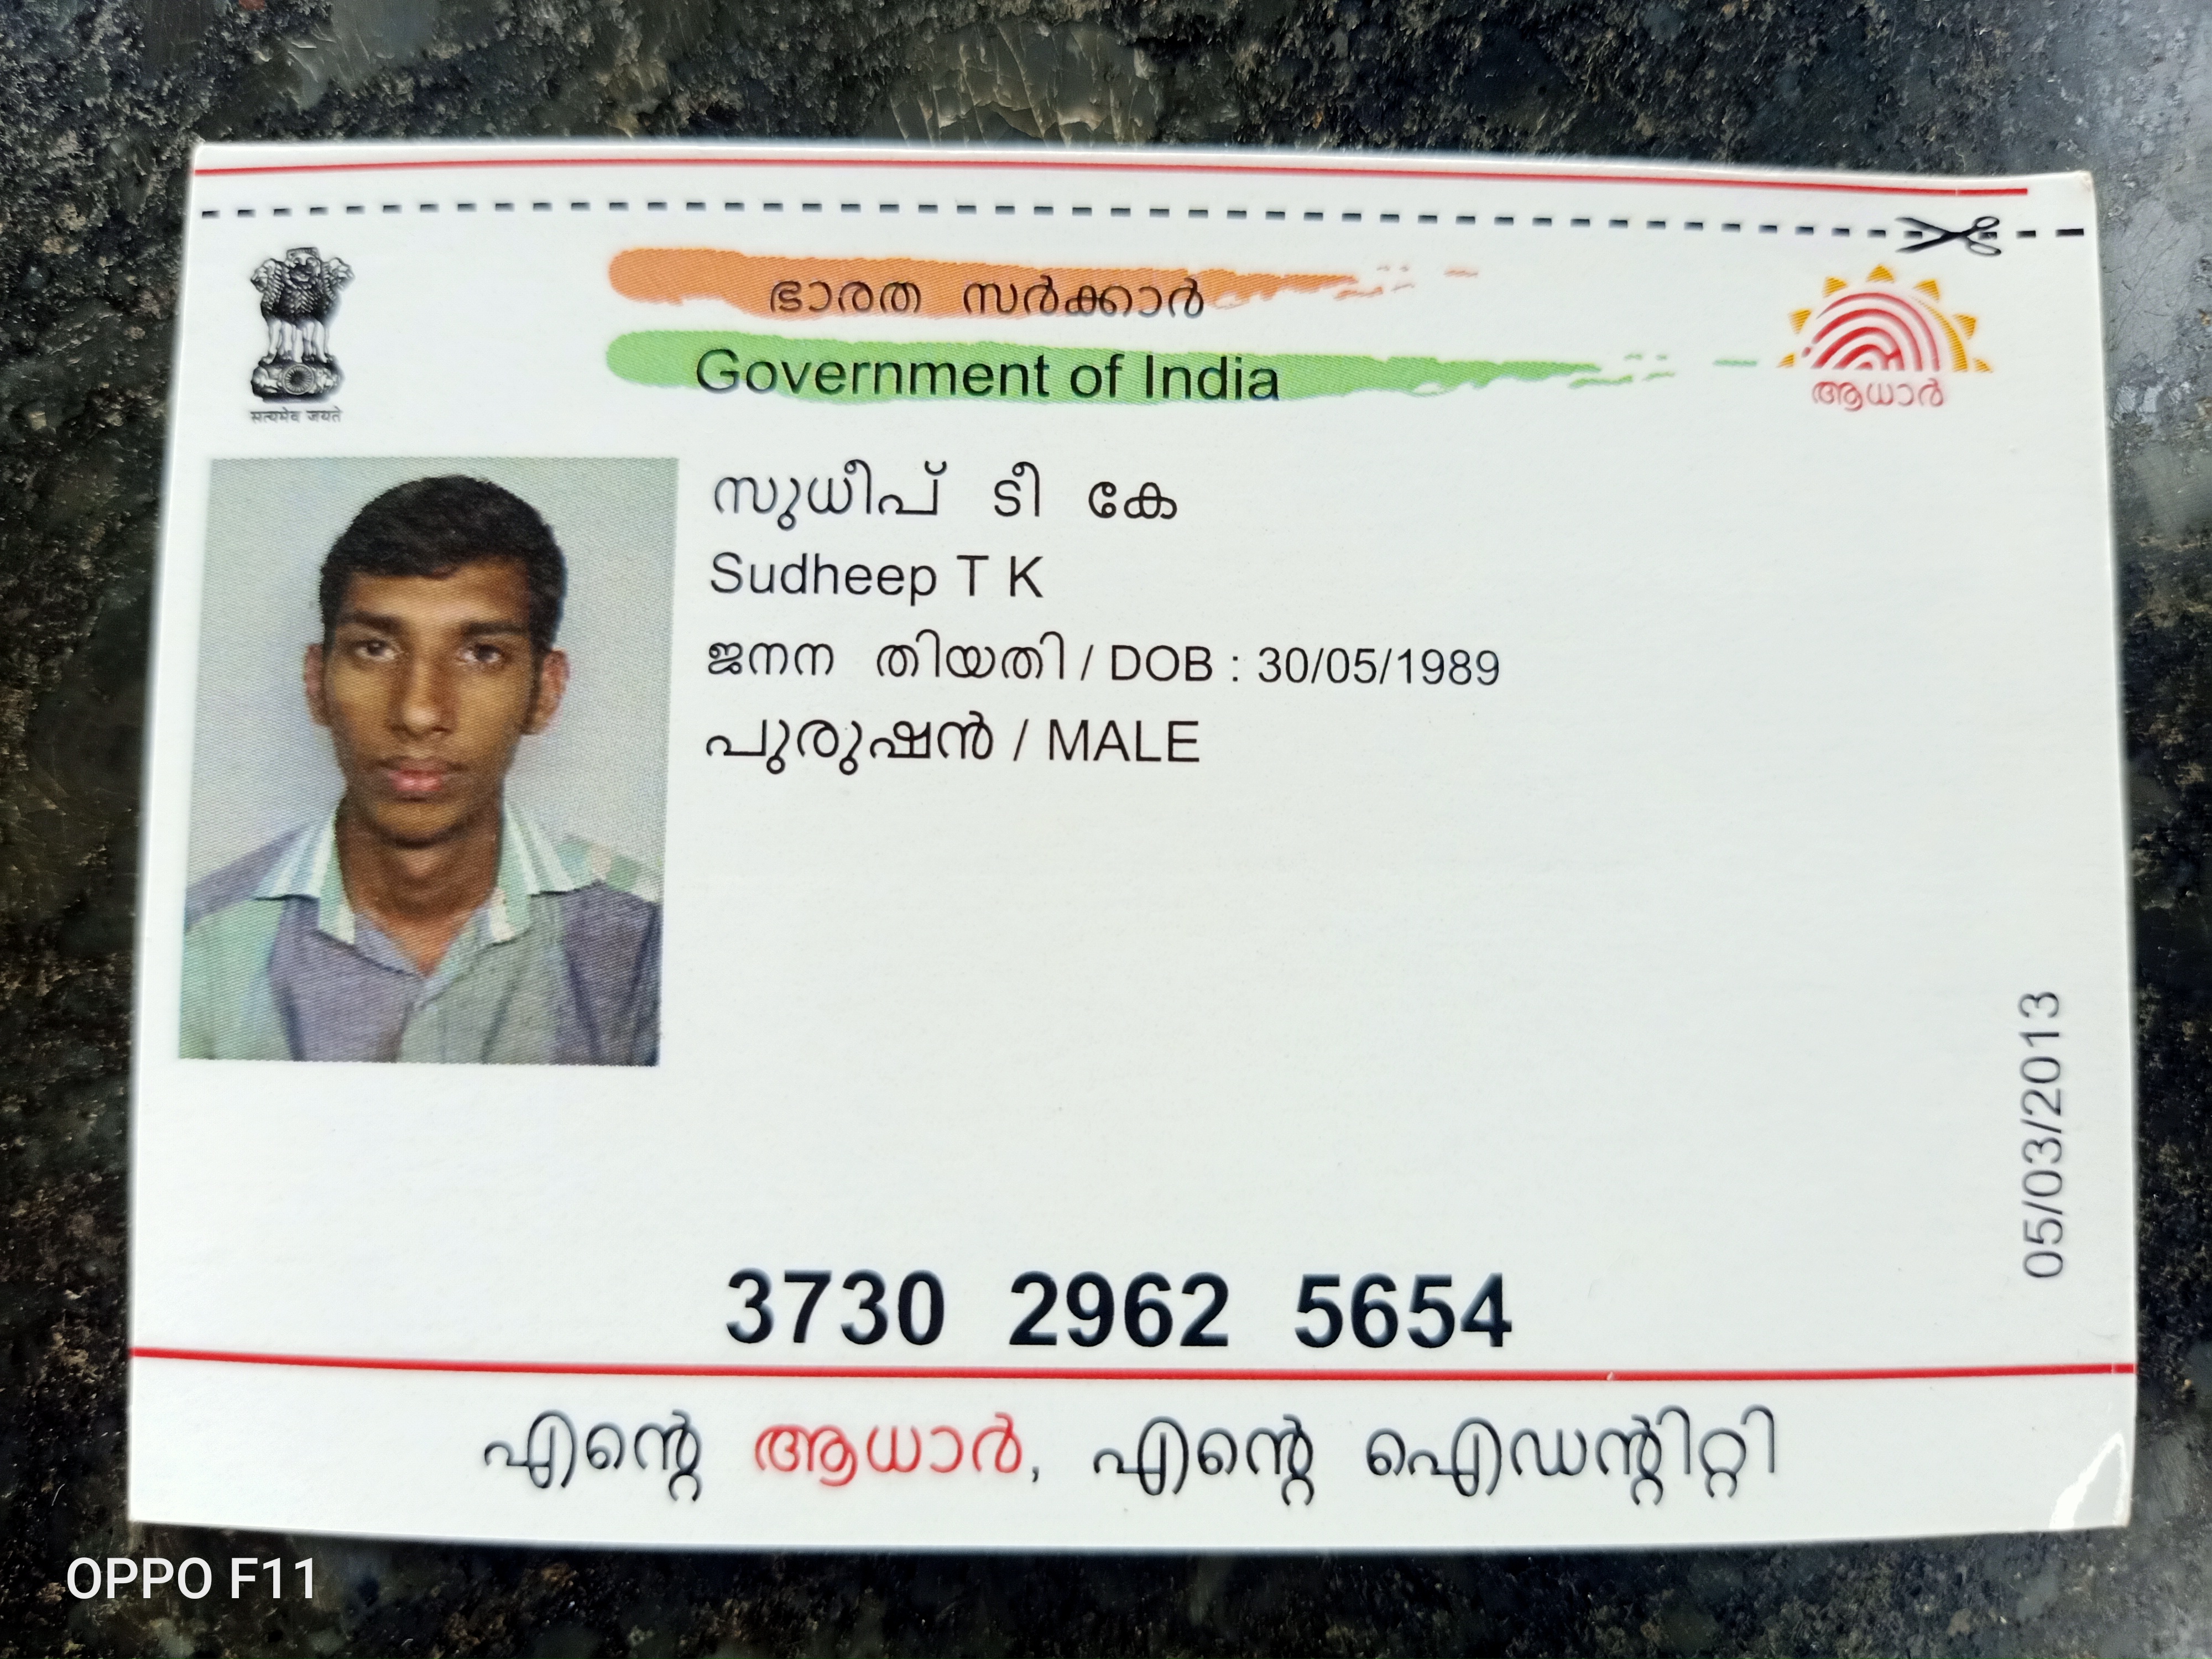 ഭാരത സർക്കാർ
Government of India
सत्यमेव जयते
ആധാർ
സുധീപ് ടീ കേ
Sudheep T K
ജനന തിയതി / DOB : 30/05/1989
പുരുഷൻ / MALE
05/03/2013
3730 2962 5654
എന്റെ ആധാർ, എന്റെ ഐഡന്റിറ്റി
OPPO F11